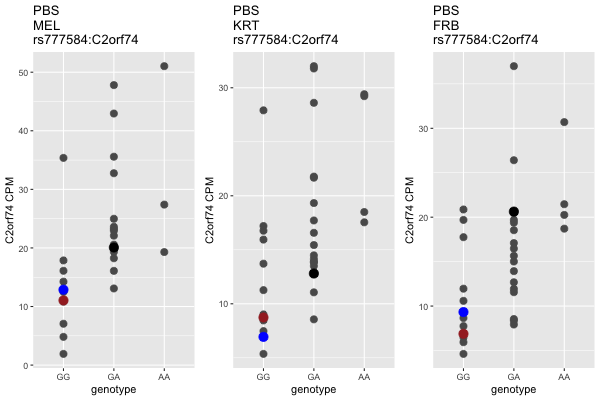 PBS
MEL
rs777584:C2orf74
C2orf74 CPM
50
40
30
20
10
0
GG GA AA
genotype
PBS
KRT
rs777584:C2orf74
C2orf74 CPM
30
20
10
GG GA AA
genotype
PBS
FRB
rs777584:C2orf74
C2orf74 CPM
30
20
10
GG GA AA
genotype